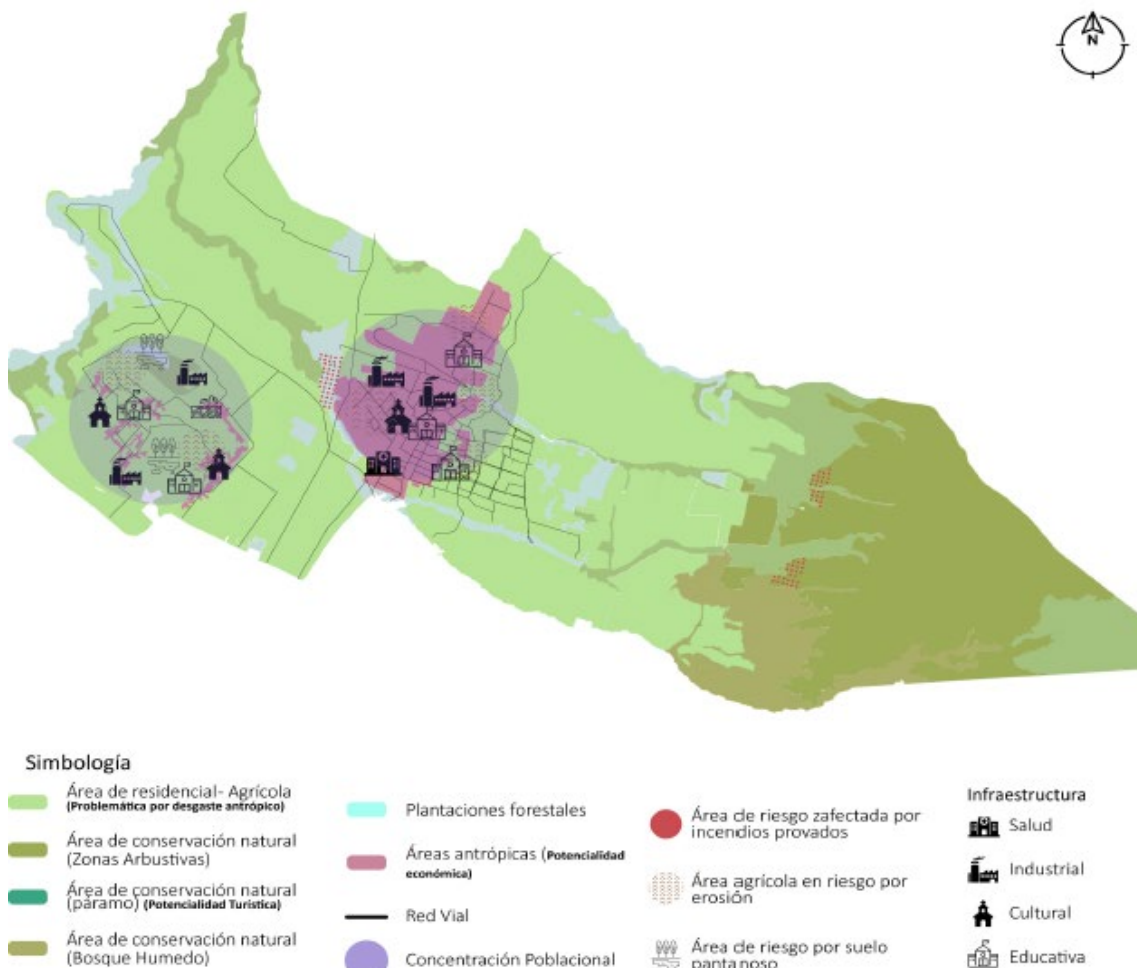 N
Simbología
Área de residencial- Agrícola
(Problemática por desgaste antrópico)
Área de conservación natural
(Zonas Arbustivas)
Área de conservación natural
(páramo) (Potencialidad Turística)
Área de conservación natural
(Bosque Humedo)
Plantaciones forestales
Áreas antrópicas (Potencialidad
económica)
Red Vial
Concentración Poblacional
Área de riesgo zafectada por
incendios provados
Área agrícola en riesgo por
erosión
Área de riesgo por suelo
pantanoso
Infraestructura
Salud
Industrial
Cultural
Educativa